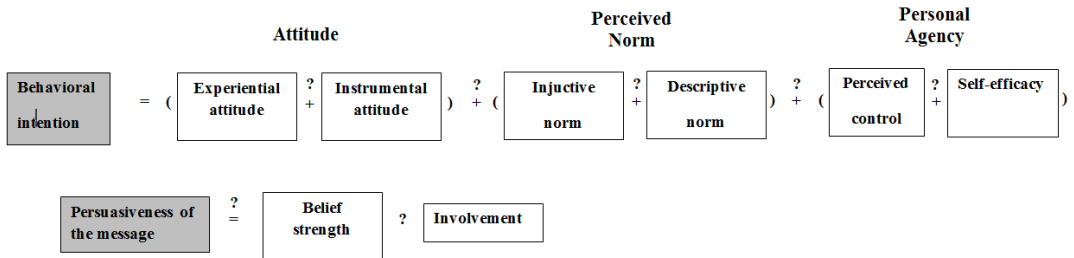 Attitude
Perceived
Norm
Personal
Agency
Behavioral
intention
= (
Experiential
attitude
?
+
Instrumental
attitude
)
?
+ (
Injuctive
norm
?
+
Descriptive
norm
)
?
+ (
Perceived
control
?
+
Self-efficacy
)
Persuasiveness of
the message
?
=
Belief
strength
?
Involvement